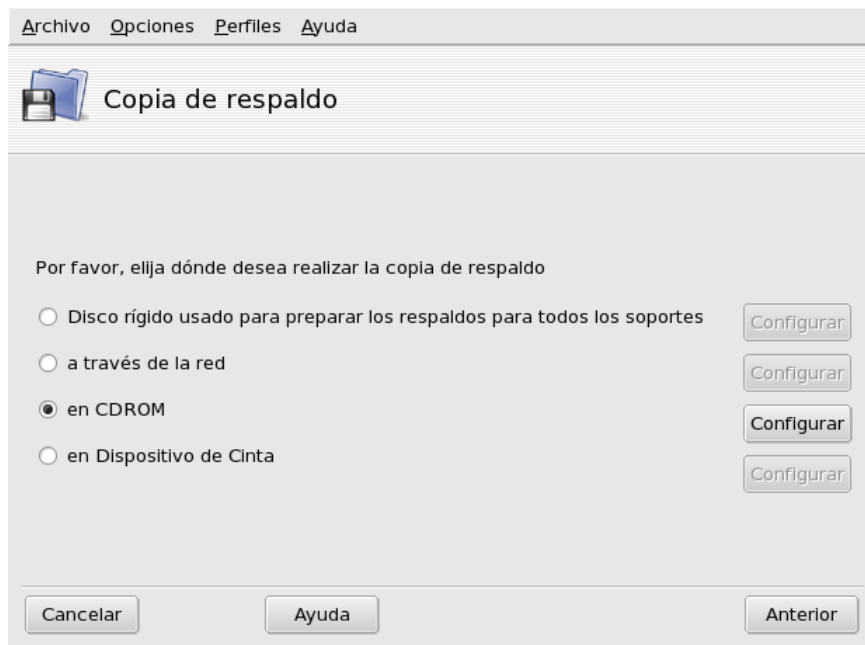 Archivo Opciones Perfiles Ayuda
Copia de respaldo
Por favor, elija dónde desea realizar la copia de respaldo
Disco rígido usado para preparar los respaldos para todos los soportes Configurar
a través de la red Configurar
en CDROM Configurar
en Dispositivo de Cinta Configurar
Cancelar Ayuda Anterior